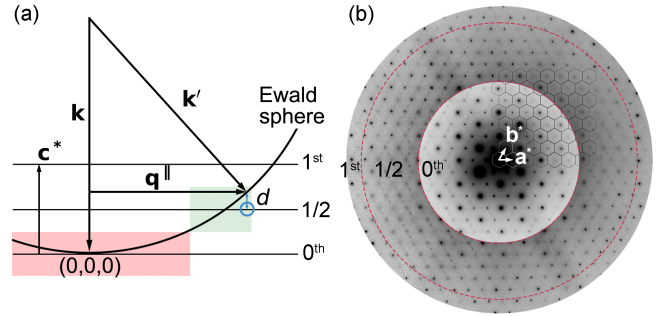 (a)
k
k′
Ewald
sphere
c*
1st
q∥
d
1/2
0th
(0,0,0)
(b)
b*
a*
1st 1/2 0th